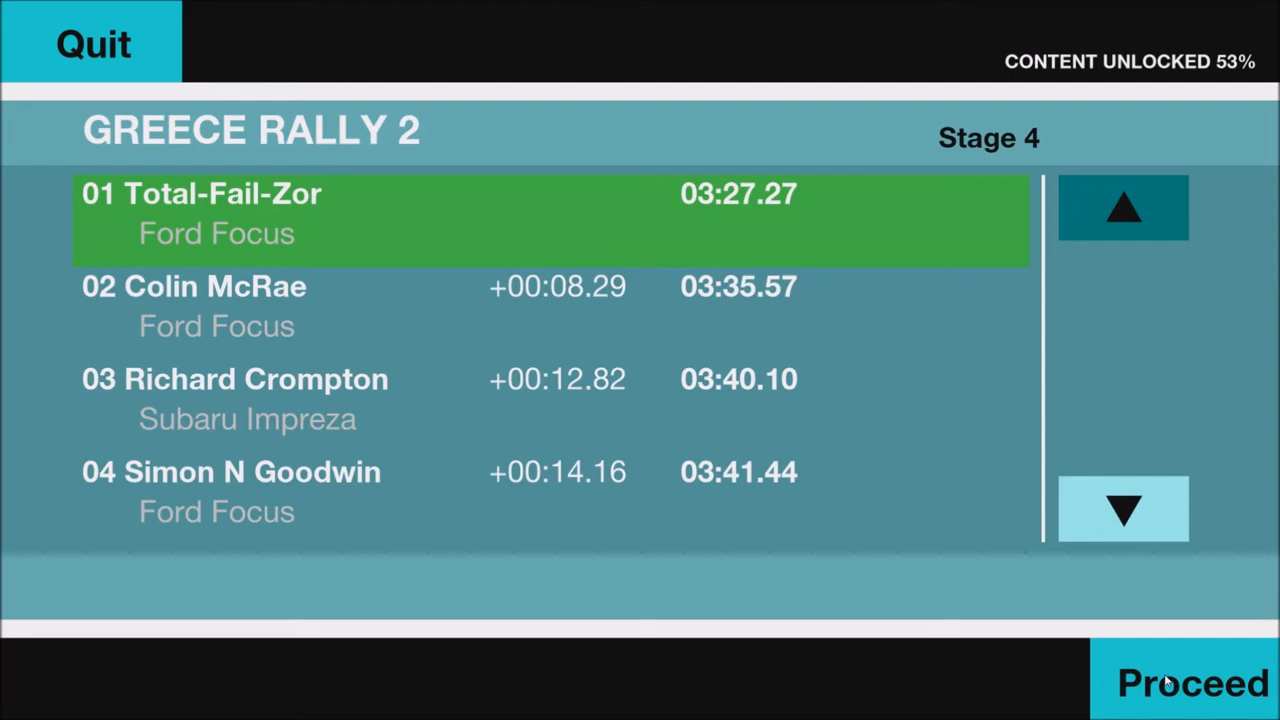 Quit
CONTENT UNLOCKED 53%
GREECE RALLY 2
Stage 4
01 Total-Fail-Zor 03:27.27
Ford Focus
02 Colin McRae +00:08.29 03:35.57
Ford Focus
03 Richard Crompton +00:12.82 03:40.10
Subaru Impreza
04 Simon N Goodwin +00:14.16 03:41.44
Ford Focus
Proceed